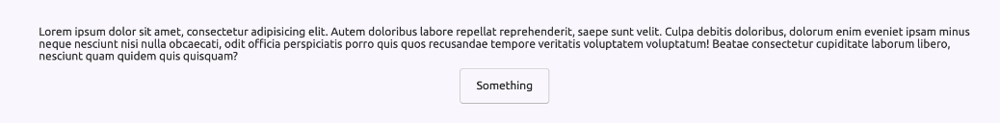 Lorem ipsum dolor sit amet, consectetur adipisicing elit. Autem doloribus labore repellat reprehenderit, saepe sunt velit. Culpa debitis doloribus, dolorum enim eveniet ipsam minus
neque nesciunt nisi nulla obcaecati, odit officia perspiciatis porro quis quos recusandae tempore veritatis voluptatem voluptatum! Beatae consectetur cupiditate laborum libero,
nesciunt quam quidem quis quisquam?
Something